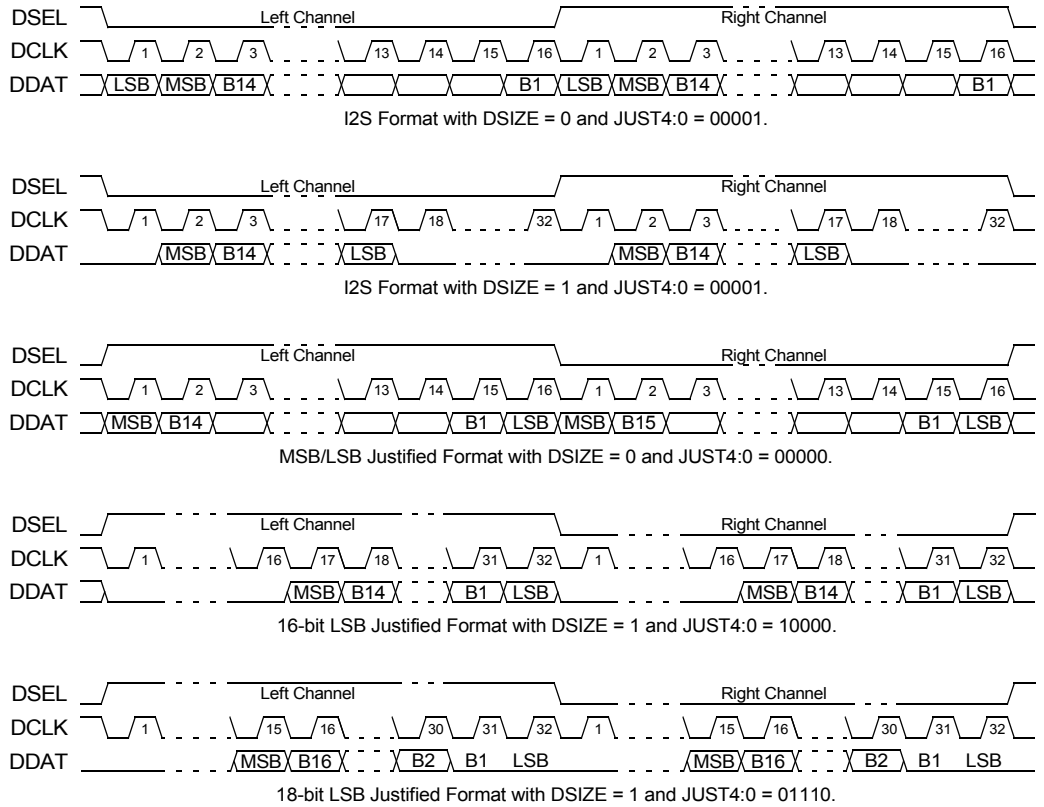 DSEL Left Channel Right Channel
DCLK 1 2 3 13 14 15 16 1 2 3 13 14 15 16
DDAT LSB MSB B14 B1 LSB MSB B14 B1
I2S Format with DSIZE = 0 and JUST4:0 = 00001.
DSEL Left Channel Right Channel
DCLK 1 2 3 17 18 32 1 2 3 17 18 32
DDAT MSB B14 LSB MSB B14 LSB
I2S Format with DSIZE = 1 and JUST4:0 = 00001.
DSEL Left Channel Right Channel
DCLK 1 2 3 13 14 15 16 1 2 3 13 14 15 16
DDAT MSB B14 B1 LSB MSB B15 B1 LSB
MSB/LSB Justified Format with DSIZE = 0 and JUST4:0 = 00000.
DSEL Left Channel Right Channel
DCLK 1 16 17 18 31 32 1 16 17 18 31 32
DDAT MSB B14 B1 LSB MSB B14 B1 LSB
16-bit LSB Justified Format with DSIZE = 1 and JUST4:0 = 10000.
DSEL Left Channel Right Channel
DCLK 1 15 16 30 31 32 1 15 16 30 31 32
DDAT MSB B16 B2 B1 LSB MSB B16 B2 B1 LSB
18-bit LSB Justified Format with DSIZE = 1 and JUST4:0 = 01110.